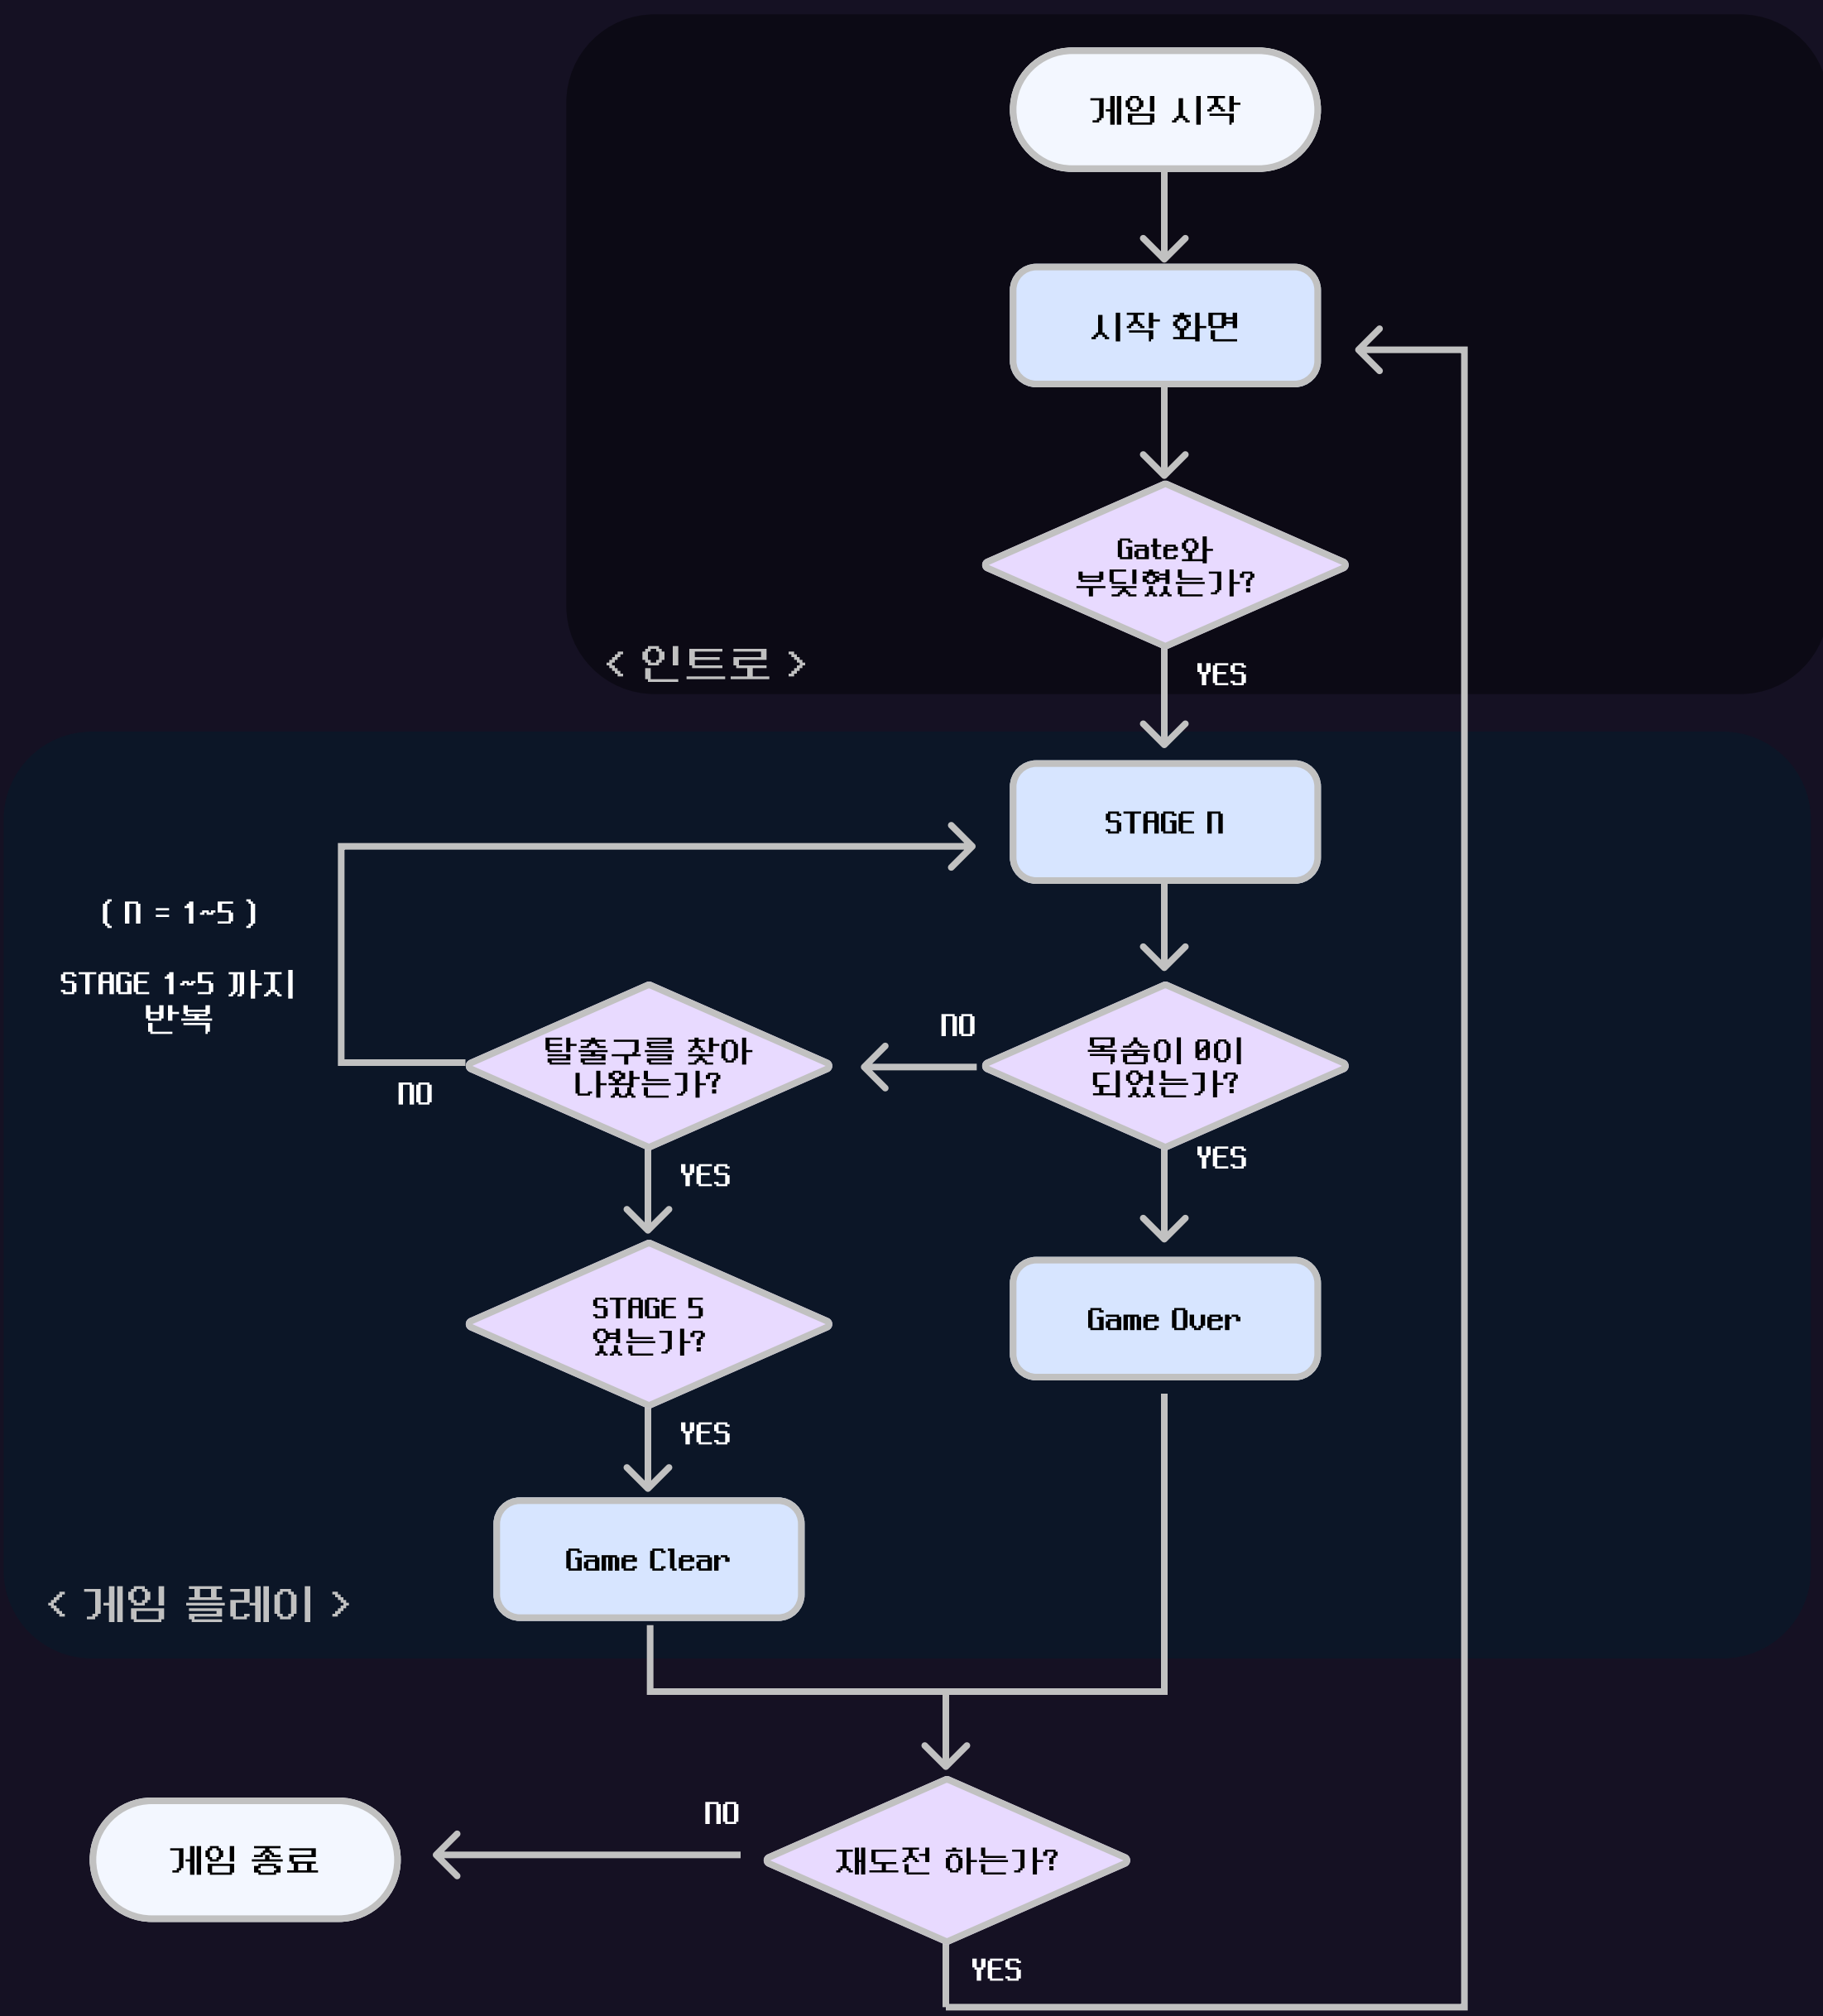 게임 시작
시작 화면
Gate와
부딪혔는가?
< 인트로 >
YES
STAGE N
( N = 1~5 )
STAGE 1~5 까지
반복
NO
탈출구를 찾아
나왔는가?
목숨이 0이
되었는가?
NO
YES
YES
STAGE 5
였는가?
Game Over
YES
Game Clear
< 게임 플레이 >
NO
게임 종료
재도전 하는가?
YES